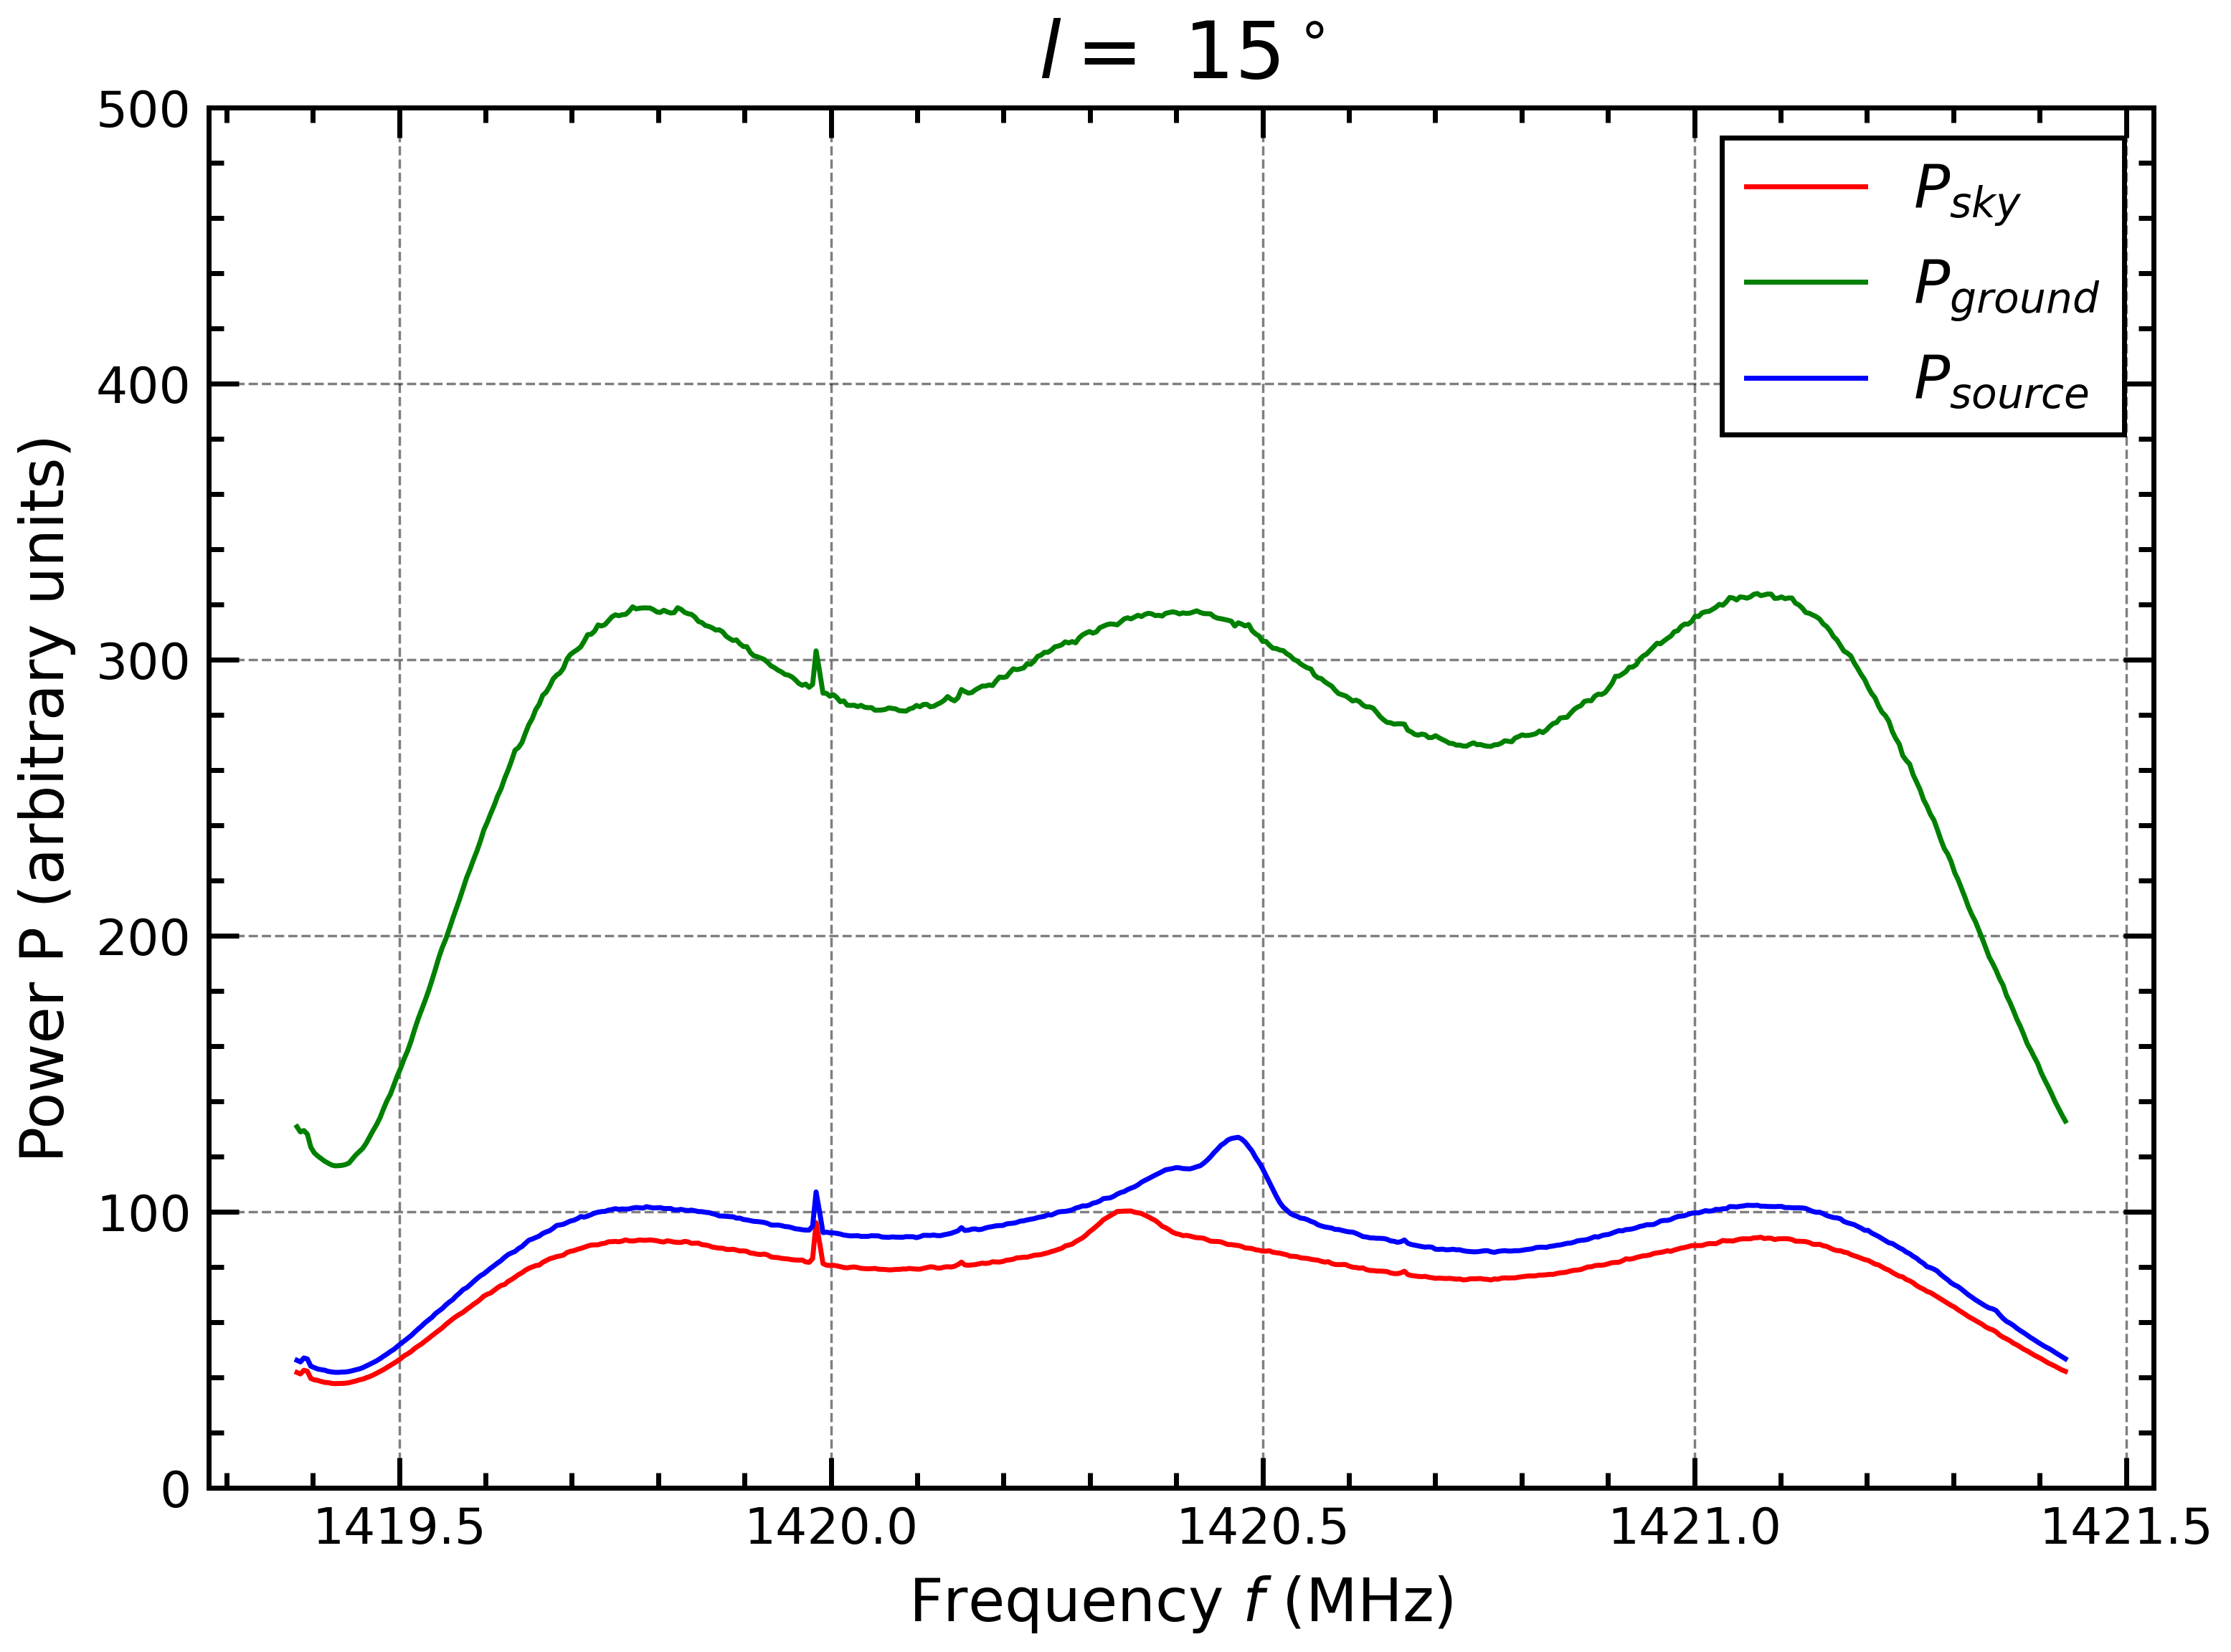 l = 15°
500
400
300
200
100
0
Power P (arbitrary units)
P_sky
P_ground
P_source
1419.5 1420.0 1420.5 1421.0 1421.5
Frequency f (MHz)